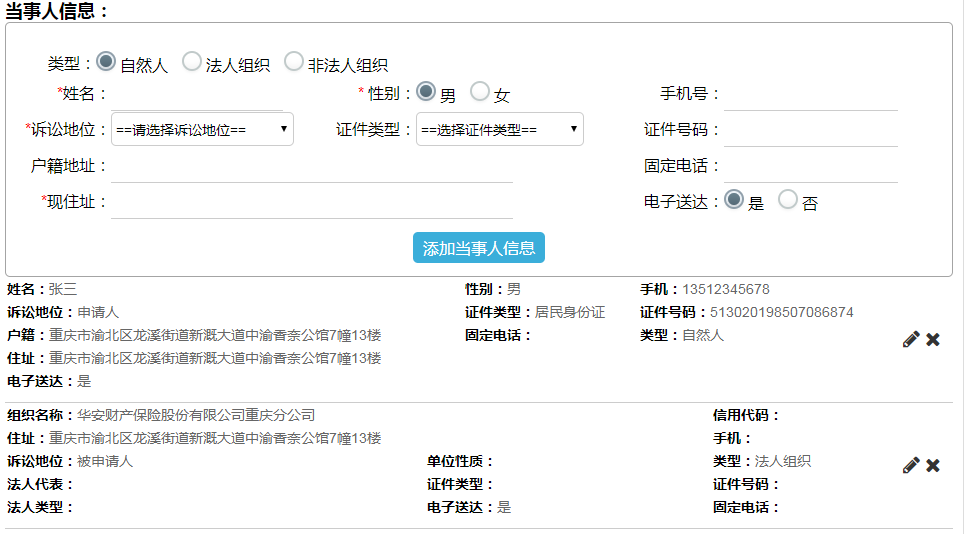 当事人信息：
类型： 自然人 法人组织 非法人组织
*姓名： * 性别： 男 女 手机号：
*诉讼地位： ==请选择诉讼地位== 证件类型： ==选择证件类型== 证件号码：
户籍地址： 固定电话：
*现住址： 电子送达： 是 否
添加当事人信息
姓名：张三 性别：男 手机：13512345678
诉讼地位：申请人 证件类型：居民身份证 证件号码：513020198507086874
户籍：重庆市渝北区龙溪街道新溉大道中渝香奈公馆7幢13楼 固定电话： 类型：自然人
住址：重庆市渝北区龙溪街道新溉大道中渝香奈公馆7幢13楼
电子送达：是
组织名称：华安财产保险股份有限公司重庆分公司 信用代码：
住址：重庆市渝北区龙溪街道新溉大道中渝香奈公馆7幢13楼 手机：
诉讼地位：被申请人 单位性质： 类型：法人组织
法人代表： 证件类型： 证件号码：
法人类型： 电子送达：是 固定电话：